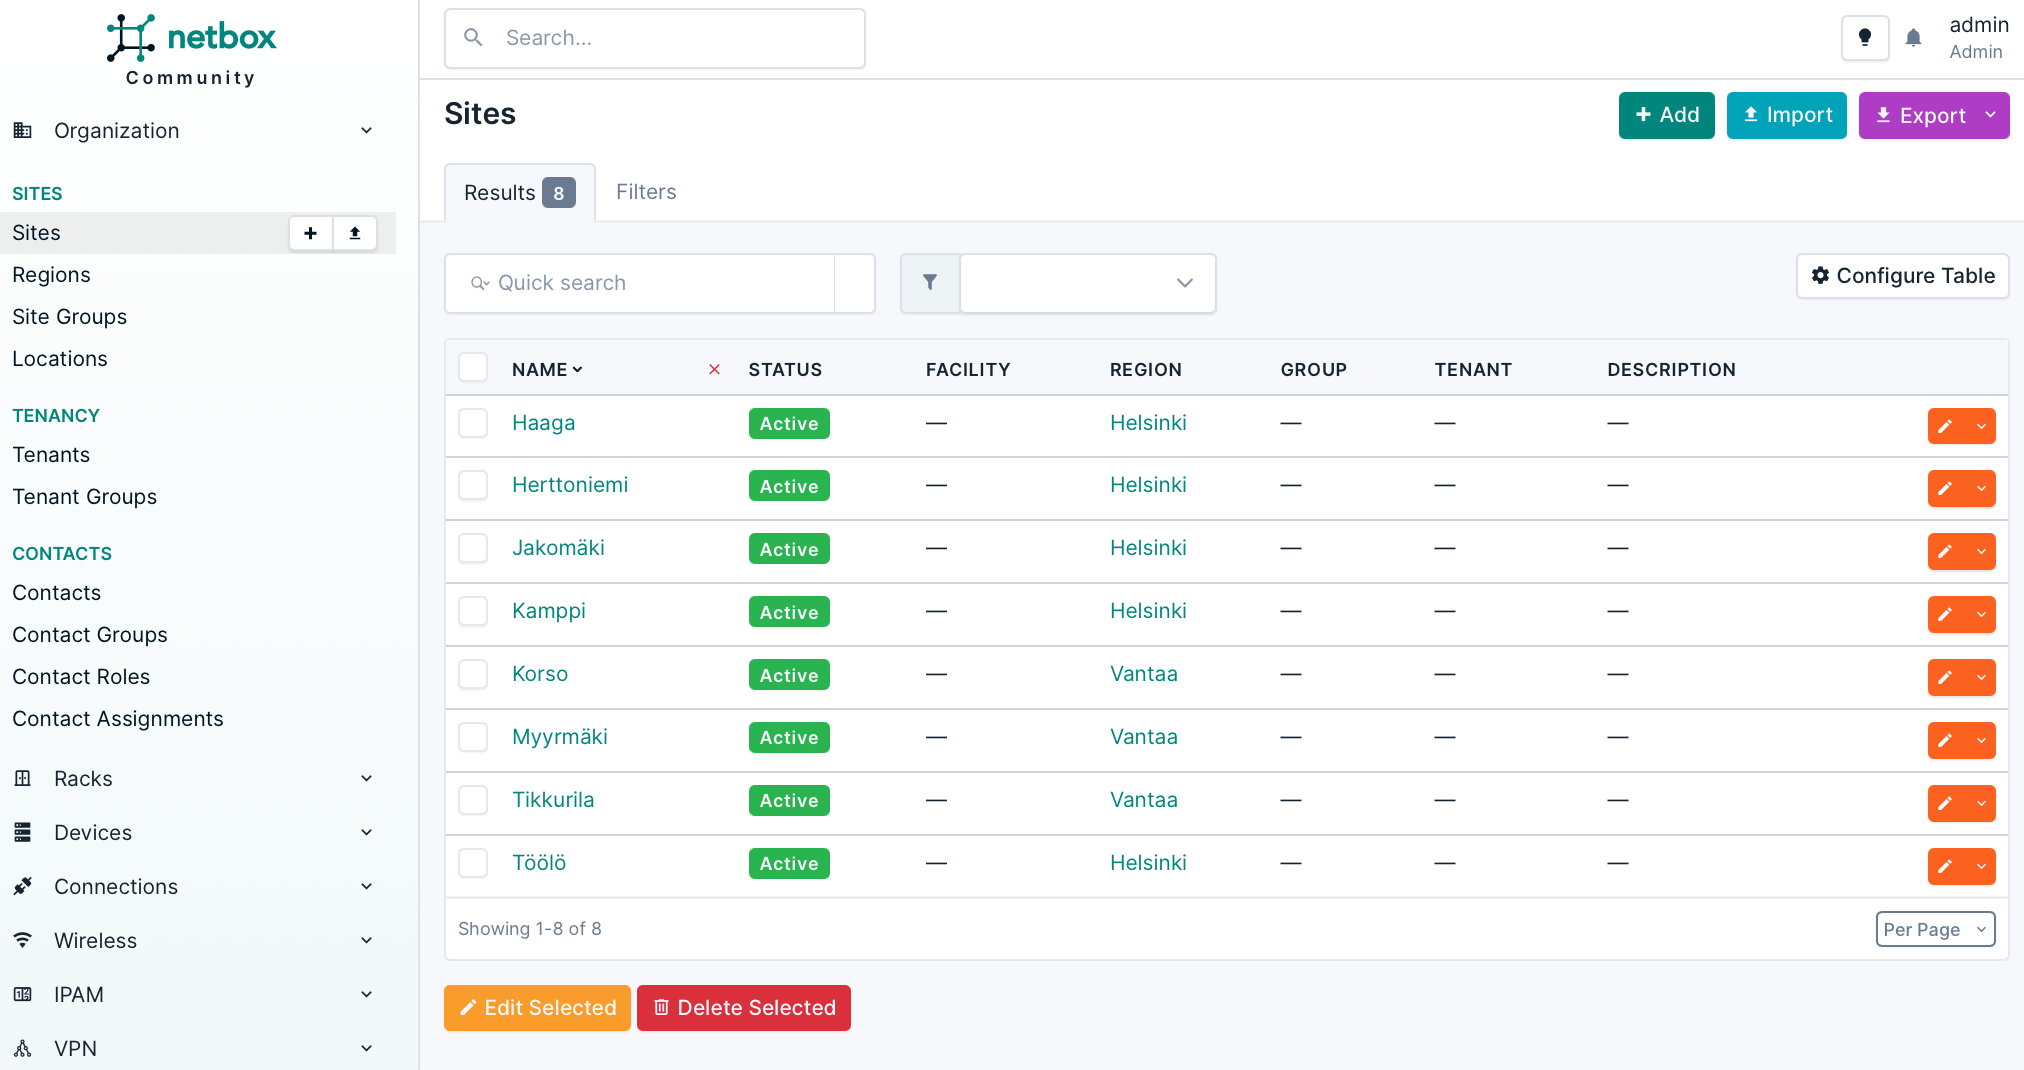 netbox
Community
Search...
admin
Admin
Organization
SITES
Sites
Regions
Site Groups
Locations
TENANCY
Tenants
Tenant Groups
CONTACTS
Contacts
Contact Groups
Contact Roles
Contact Assignments
Racks
Devices
Connections
Wireless
IPAM
VPN
Sites
Add
Import
Export
Results 8
Filters
Quick search
Configure Table
NAME STATUS FACILITY REGION GROUP TENANT DESCRIPTION
Haaga Active — Helsinki — — —
Herttoniemi Active — Helsinki — — —
Jakomäki Active — Helsinki — — —
Kamppi Active — Helsinki — — —
Korso Active — Vantaa — — —
Myyrmäki Active — Vantaa — — —
Tikkurila Active — Vantaa — — —
Töölö Active — Helsinki — — —
Showing 1-8 of 8
Per Page
Edit Selected
Delete Selected